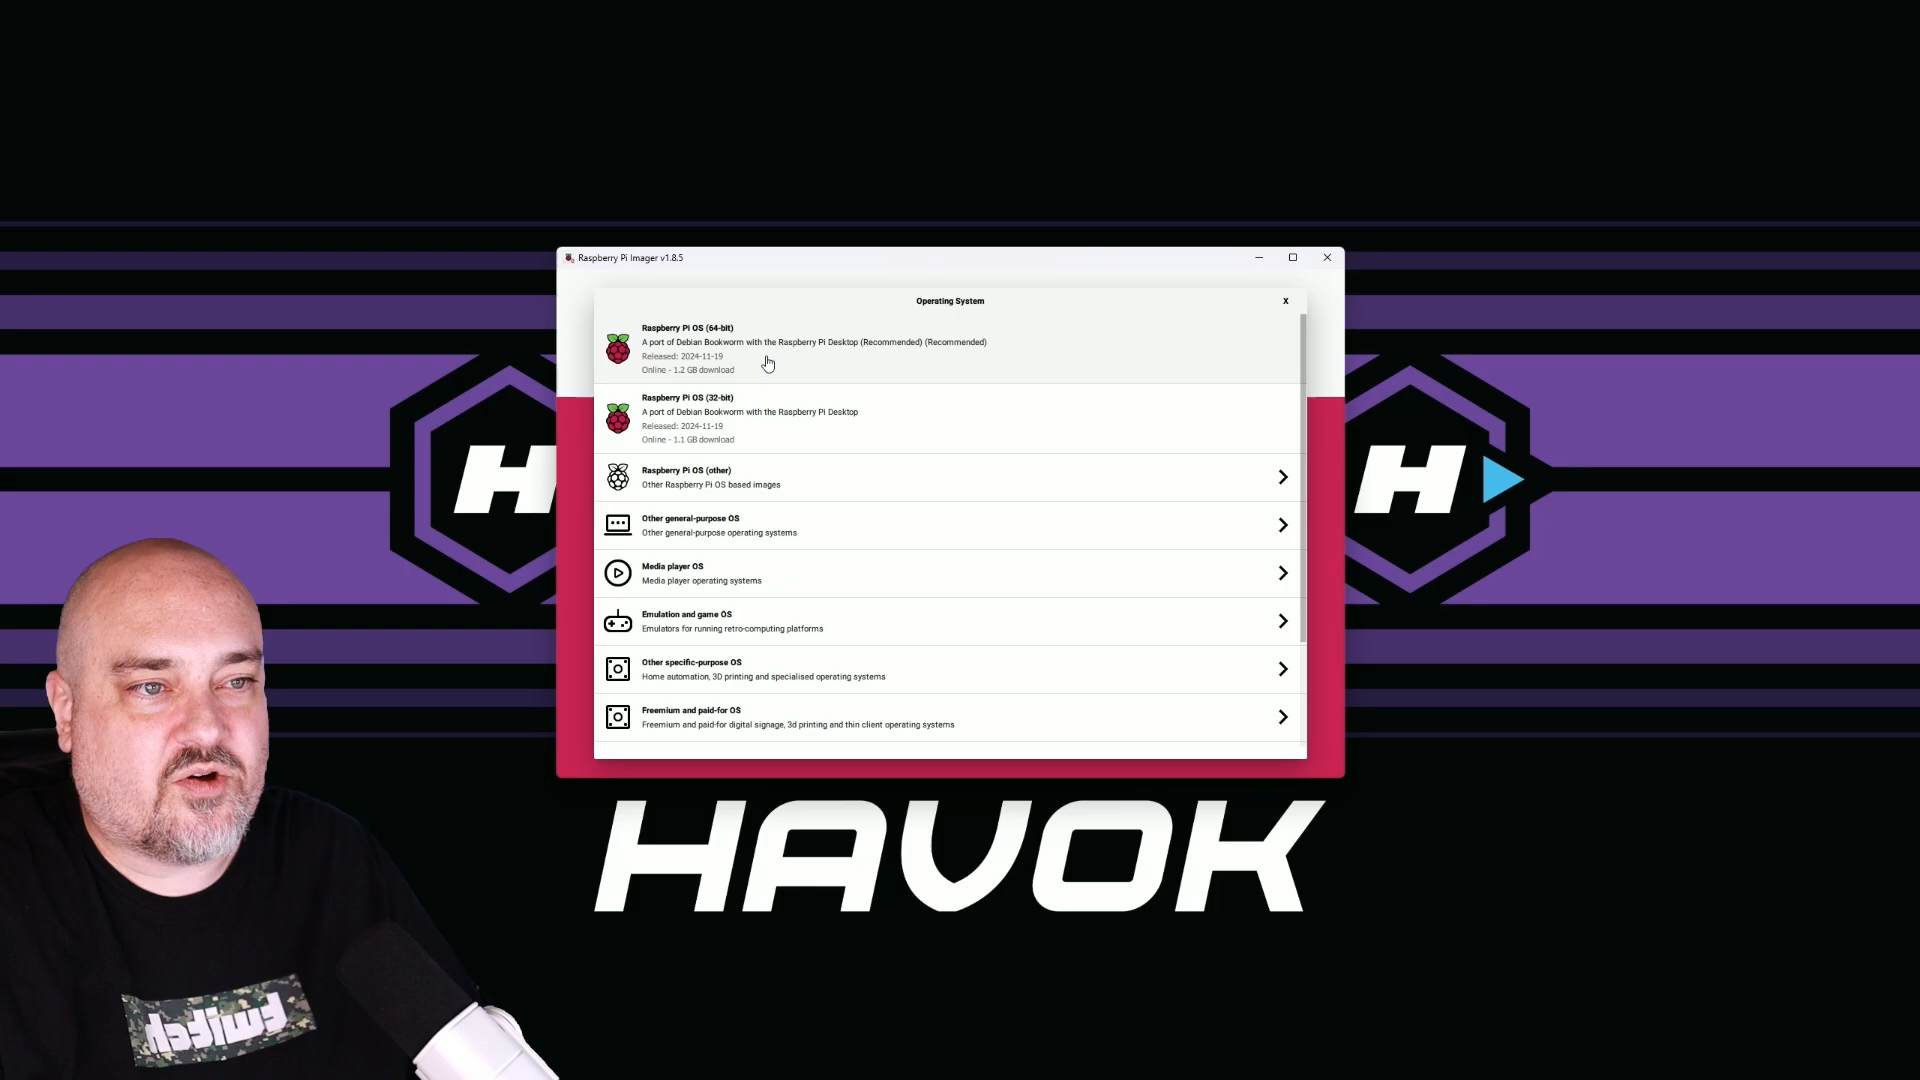 Raspberry Pi Imager v1.8.5
Operating System
X
Raspberry Pi OS (64-bit)
A port of Debian Bookworm with the Raspberry Pi Desktop (Recommended) (Recommended)
Released: 2024-11-19
Online - 1.2 GB download
Raspberry Pi OS (32-bit)
A port of Debian Bookworm with the Raspberry Pi Desktop
Released: 2024-11-19
Online - 1.1 GB download
Raspberry Pi OS (other)
Other Raspberry Pi OS based images
Other general-purpose OS
Other general-purpose operating systems
Media player OS
Media player operating systems
Emulation and game OS
Emulators for running retro-computing platforms
Other specific-purpose OS
Home automation, 3D printing and specialised operating systems
Freemium and paid-for OS
Freemium and paid-for digital signage, 3d printing and thin client operating systems
H
H
HAVOK
twitch